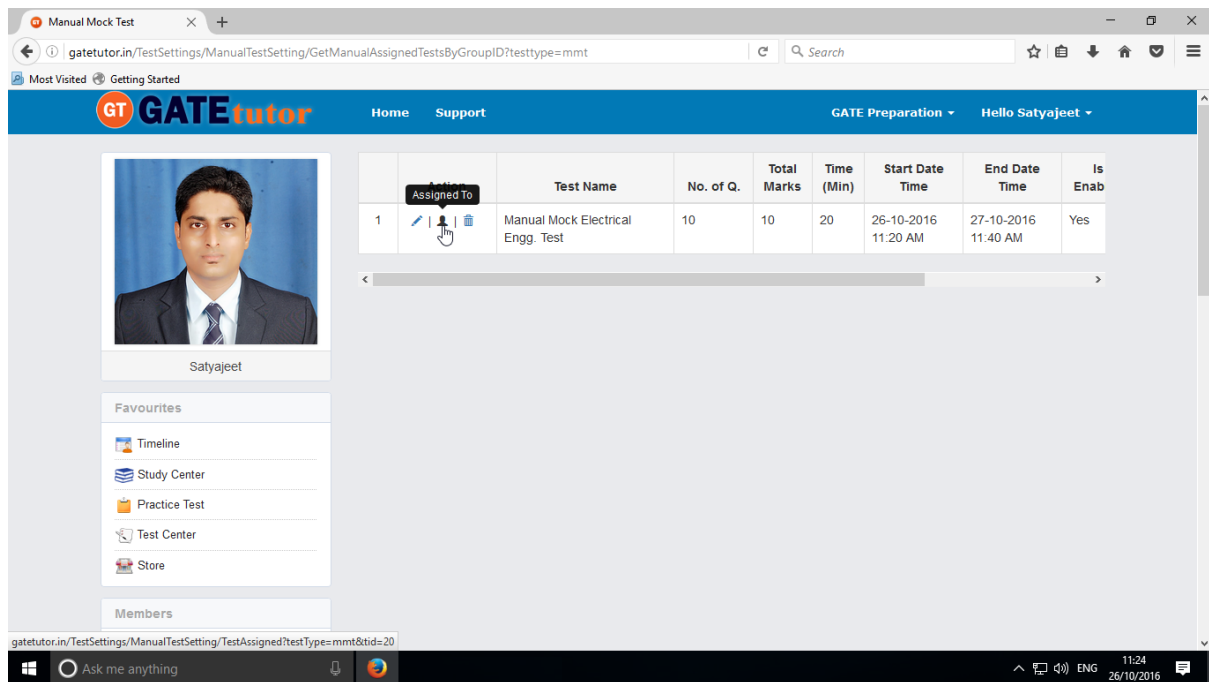 Manual Mock Test
gatetutor.in/TestSettings/ManualTestSetting/GetManualAssignedTestsByGroupID?testtype=mmt
Search
Most Visited Getting Started
GT GATEtutor Home Support GATE Preparation Hello Satyajeet
Assigned To
Test Name No. of Q. Total Marks Time (Min) Start Date Time End Date Time Is Enab
1 | | Manual Mock Electrical Engg. Test 10 10 20 26-10-2016 11:20 AM 27-10-2016 11:40 AM Yes
Satyajeet
Favourites
Timeline
Study Center
Practice Test
Test Center
Store
Members
gatetutor.in/TestSettings/ManualTestSetting/TestAssigned?testType=mmt&tid=20
Ask me anything
ENG 11:24
26/10/2016